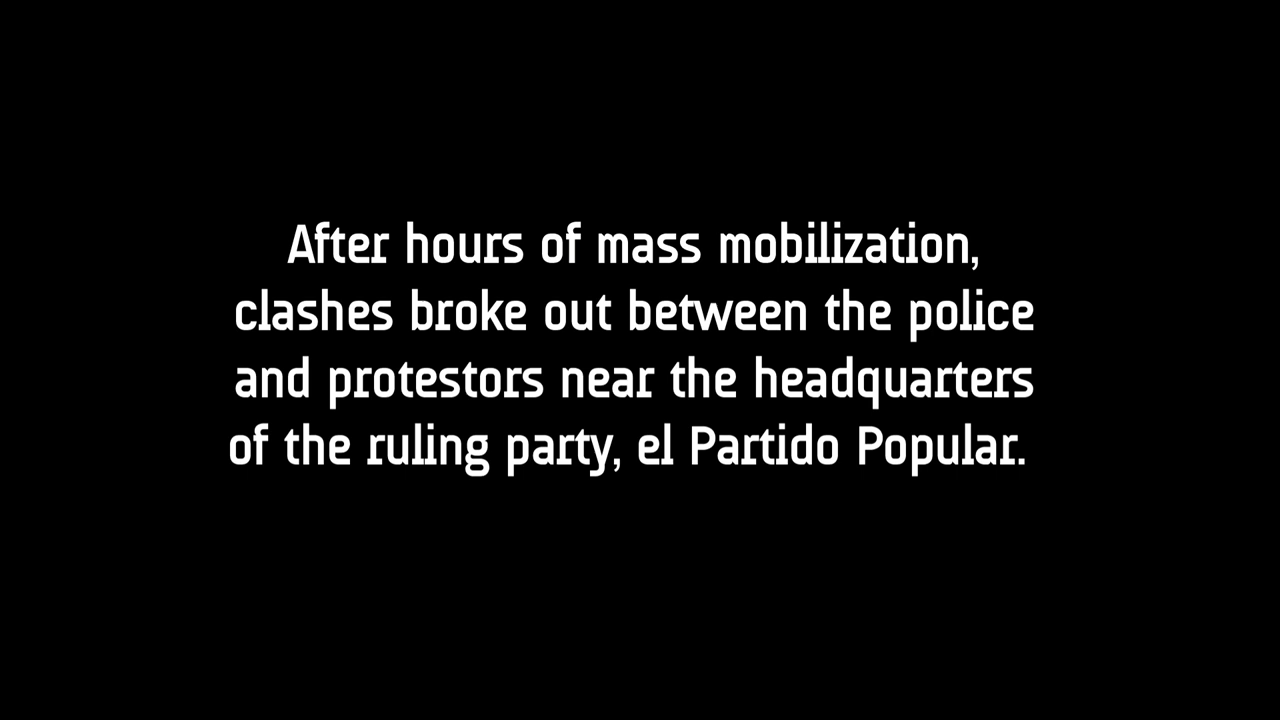 After hours of mass mobilization,
clashes broke out between the police
and protestors near the headquarters
of the ruling party, el Partido Popular.